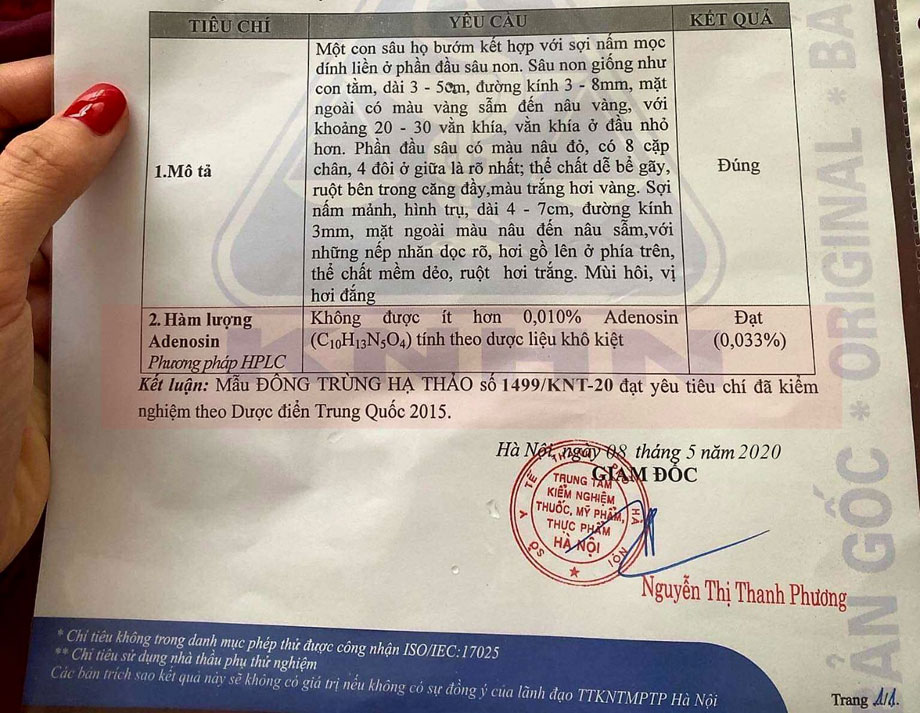 TIÊU CHÍ YÊU CẦU KẾT QUẢ
Một con sâu họ bướm kết hợp với sợi nấm mọc
dính liền ở phần đầu sâu non. Sâu non giống như
con tằm, dài 3 - 5cm, đường kính 3 - 8mm, mặt
ngoài có màu vàng sẫm đến nâu vàng, với
khoảng 20 - 30 vằn khía, vằn khía ở đầu nhỏ
hơn. Phần đầu sâu có màu nâu đỏ, có 8 cặp
1.Mô tả chân, 4 đôi ở giữa là rõ nhất; thể chất dễ bẻ gãy, Đúng
ruột bên trong căng đầy,màu trắng hơi vàng. Sợi
nấm mảnh, hình trụ, dài 4 - 7cm, đường kính
3mm, mặt ngoài màu nâu đến nâu sẫm,với
những nếp nhăn dọc rõ, hơi gồ lên ở phía trên,
thể chất mềm dẻo, ruột hơi trắng. Mùi hôi, vị
hơi đắng
2. Hàm lượng Không được ít hơn 0,010% Adenosin Đạt
Adenosin (C10H13N5O4) tính theo dược liệu khô kiệt (0,033%)
Phương pháp HPLC
KNHN
Kết luận: Mẫu ĐÔNG TRÙNG HẠ THẢO số 1499/KNT-20 đạt yêu tiêu chí đã kiểm
nghiệm theo Dược điển Trung Quốc 2015.
Hà Nội, ngày 08 tháng 5 năm 2020
GIÁM ĐỐC
SỞ Y TẾ THÀNH PHỐ HÀ NỘI
TRUNG TÂM
KIỂM NGHIỆM
THUỐC, MỸ PHẨM,
THỰC PHẨM
HÀ NỘI
Nguyễn Thị Thanh Phương
* Chỉ tiêu không trong danh mục phép thử được công nhận ISO/IEC:17025
** Chỉ tiêu sử dụng nhà thầu phụ thử nghiệm
Các bản trích sao kết quả này sẽ không có giá trị nếu không có sự đồng ý của lãnh đạo TTKNTMPTP Hà Nội
Trang 1/1
ẢN GỐC * ORIGINAL * BA